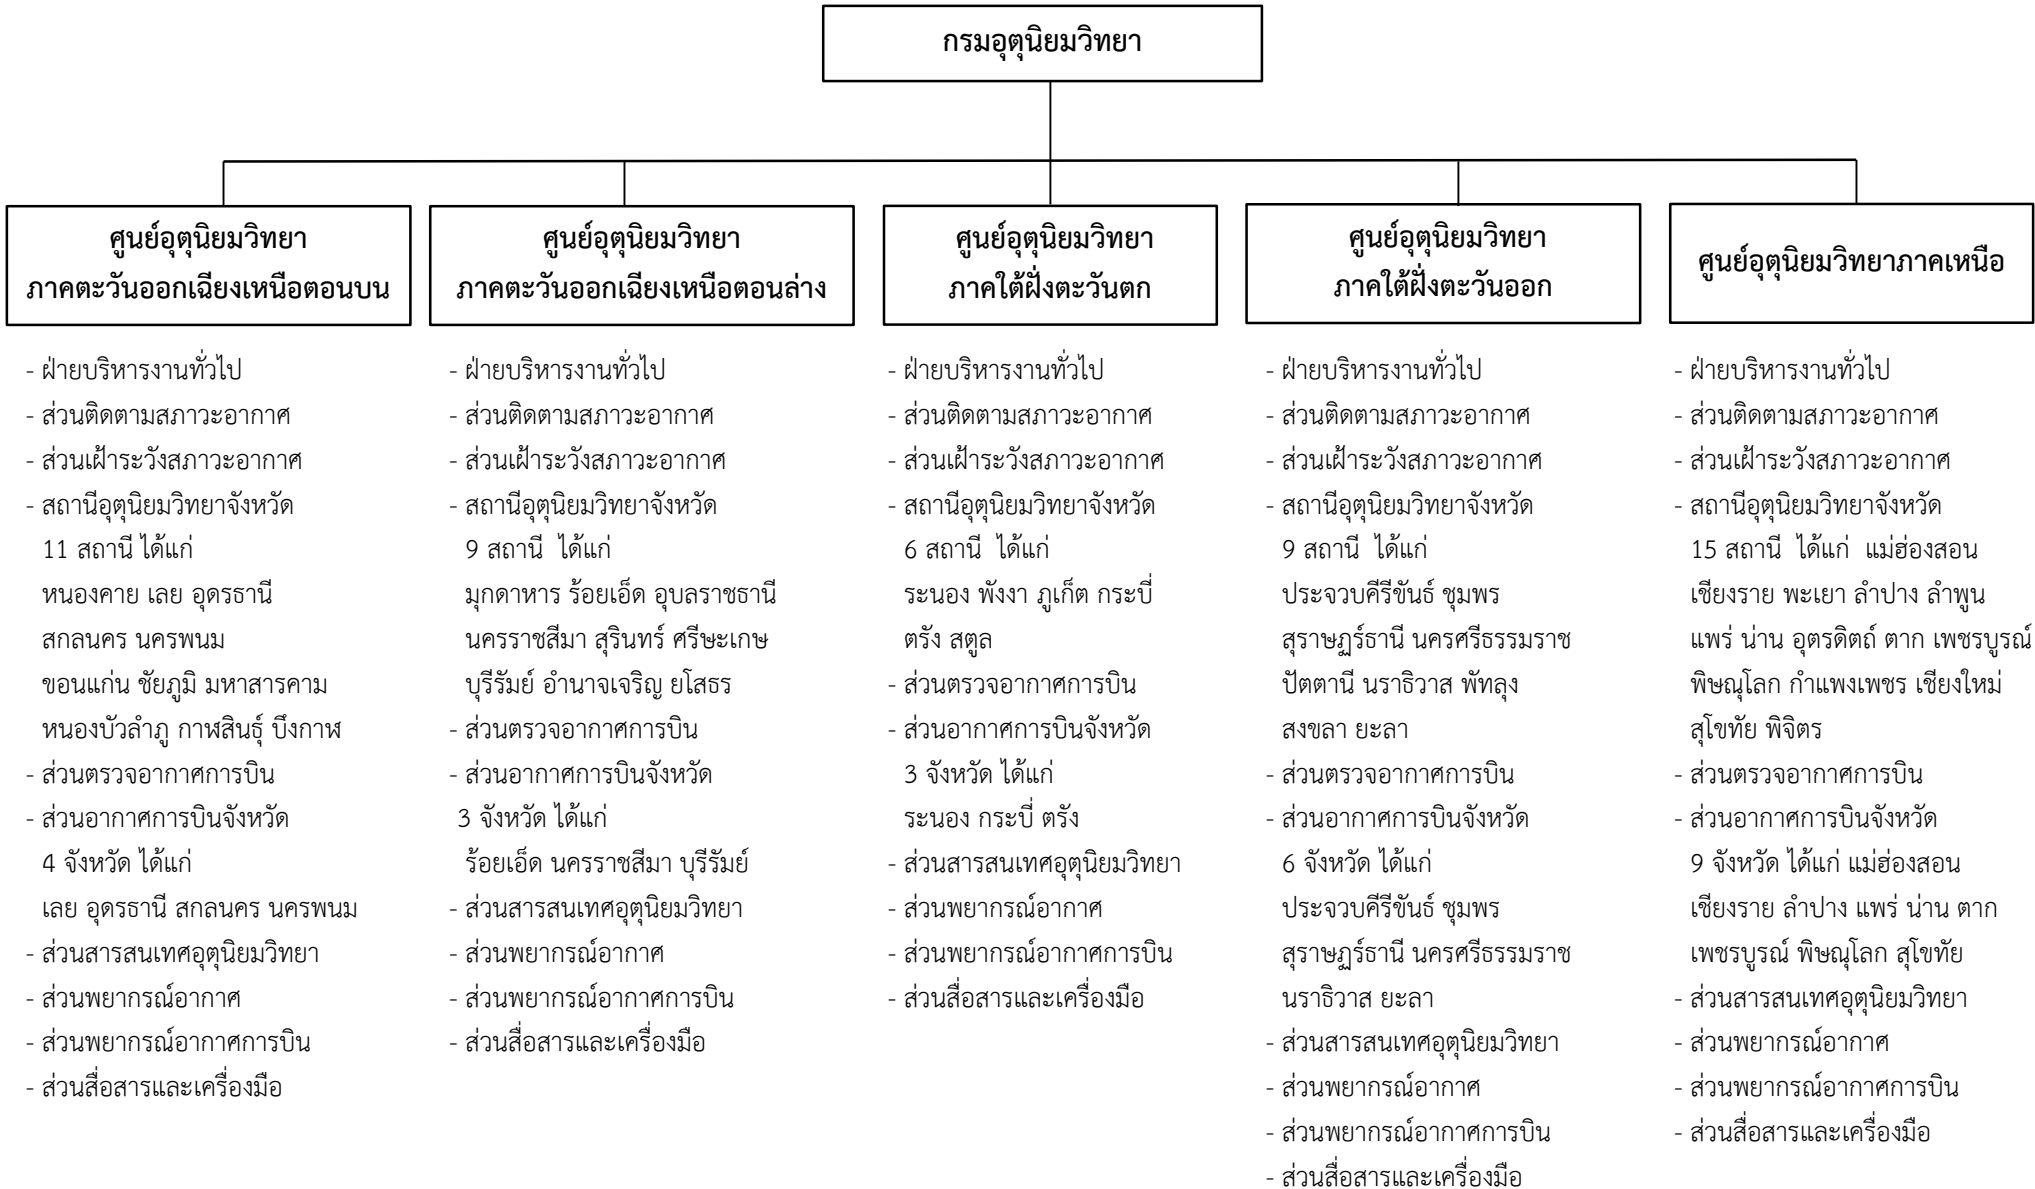 กรมอุตุนิยมวิทยา
ศูนย์อุตุนิยมวิทยา
ภาคตะวันออกเฉียงเหนือตอนบน
- ฝ่ายบริหารงานทั่วไป
- ส่วนติดตามสภาวะอากาศ
- ส่วนเฝ้าระวังสภาวะอากาศ
- สถานีอุตุนิยมวิทยาจังหวัด
11 สถานี ได้แก่
หนองคาย เลย อุดรธานี
สกลนคร นครพนม
ขอนแก่น ชัยภูมิ มหาสารคาม
หนองบัวลำภู กาฬสินธุ์ บึงกาฬ
- ส่วนตรวจอากาศการบิน
- ส่วนอากาศการบินจังหวัด
4 จังหวัด ได้แก่
เลย อุดรธานี สกลนคร นครพนม
- ส่วนสารสนเทศอุตุนิยมวิทยา
- ส่วนพยากรณ์อากาศ
- ส่วนพยากรณ์อากาศการบิน
- ส่วนสื่อสารและเครื่องมือ
ศูนย์อุตุนิยมวิทยา
ภาคตะวันออกเฉียงเหนือตอนล่าง
- ฝ่ายบริหารงานทั่วไป
- ส่วนติดตามสภาวะอากาศ
- ส่วนเฝ้าระวังสภาวะอากาศ
- สถานีอุตุนิยมวิทยาจังหวัด
9 สถานี ได้แก่
มุกดาหาร ร้อยเอ็ด อุบลราชธานี
นครราชสีมา สุรินทร์ ศรีษะเกษ
บุรีรัมย์ อำนาจเจริญ ยโสธร
- ส่วนตรวจอากาศการบิน
- ส่วนอากาศการบินจังหวัด
3 จังหวัด ได้แก่
ร้อยเอ็ด นครราชสีมา บุรีรัมย์
- ส่วนสารสนเทศอุตุนิยมวิทยา
- ส่วนพยากรณ์อากาศ
- ส่วนพยากรณ์อากาศการบิน
- ส่วนสื่อสารและเครื่องมือ
ศูนย์อุตุนิยมวิทยา
ภาคใต้ฝั่งตะวันตก
- ฝ่ายบริหารงานทั่วไป
- ส่วนติดตามสภาวะอากาศ
- ส่วนเฝ้าระวังสภาวะอากาศ
- สถานีอุตุนิยมวิทยาจังหวัด
6 สถานี ได้แก่
ระนอง พังงา ภูเก็ต กระบี่
ตรัง สตูล
- ส่วนตรวจอากาศการบิน
- ส่วนอากาศการบินจังหวัด
3 จังหวัด ได้แก่
ระนอง กระบี่ ตรัง
- ส่วนสารสนเทศอุตุนิยมวิทยา
- ส่วนพยากรณ์อากาศ
- ส่วนพยากรณ์อากาศการบิน
- ส่วนสื่อสารและเครื่องมือ
ศูนย์อุตุนิยมวิทยา
ภาคใต้ฝั่งตะวันออก
- ฝ่ายบริหารงานทั่วไป
- ส่วนติดตามสภาวะอากาศ
- ส่วนเฝ้าระวังสภาวะอากาศ
- สถานีอุตุนิยมวิทยาจังหวัด
9 สถานี ได้แก่
ประจวบคีรีขันธ์ ชุมพร
สุราษฏร์ธานี นครศรีธรรมราช
ปัตตานี นราธิวาส พัทลุง
สงขลา ยะลา
- ส่วนตรวจอากาศการบิน
- ส่วนอากาศการบินจังหวัด
6 จังหวัด ได้แก่
ประจวบคีรีขันธ์ ชุมพร
สุราษฏร์ธานี นครศรีธรรมราช
นราธิวาส ยะลา
- ส่วนสารสนเทศอุตุนิยมวิทยา
- ส่วนพยากรณ์อากาศ
- ส่วนพยากรณ์อากาศการบิน
- ส่วนสื่อสารและเครื่องมือ
ศูนย์อุตุนิยมวิทยาภาคเหนือ
- ฝ่ายบริหารงานทั่วไป
- ส่วนติดตามสภาวะอากาศ
- ส่วนเฝ้าระวังสภาวะอากาศ
- สถานีอุตุนิยมวิทยาจังหวัด
15 สถานี ได้แก่ แม่ฮ่องสอน
เชียงราย พะเยา ลำปาง ลำพูน
แพร่ น่าน อุตรดิตถ์ ตาก เพชรบูรณ์
พิษณุโลก กำแพงเพชร เชียงใหม่
สุโขทัย พิจิตร
- ส่วนตรวจอากาศการบิน
- ส่วนอากาศการบินจังหวัด
9 จังหวัด ได้แก่ แม่ฮ่องสอน
เชียงราย ลำปาง แพร่ น่าน ตาก
เพชรบูรณ์ พิษณุโลก สุโขทัย
- ส่วนสารสนเทศอุตุนิยมวิทยา
- ส่วนพยากรณ์อากาศ
- ส่วนพยากรณ์อากาศการบิน
- ส่วนสื่อสารและเครื่องมือ